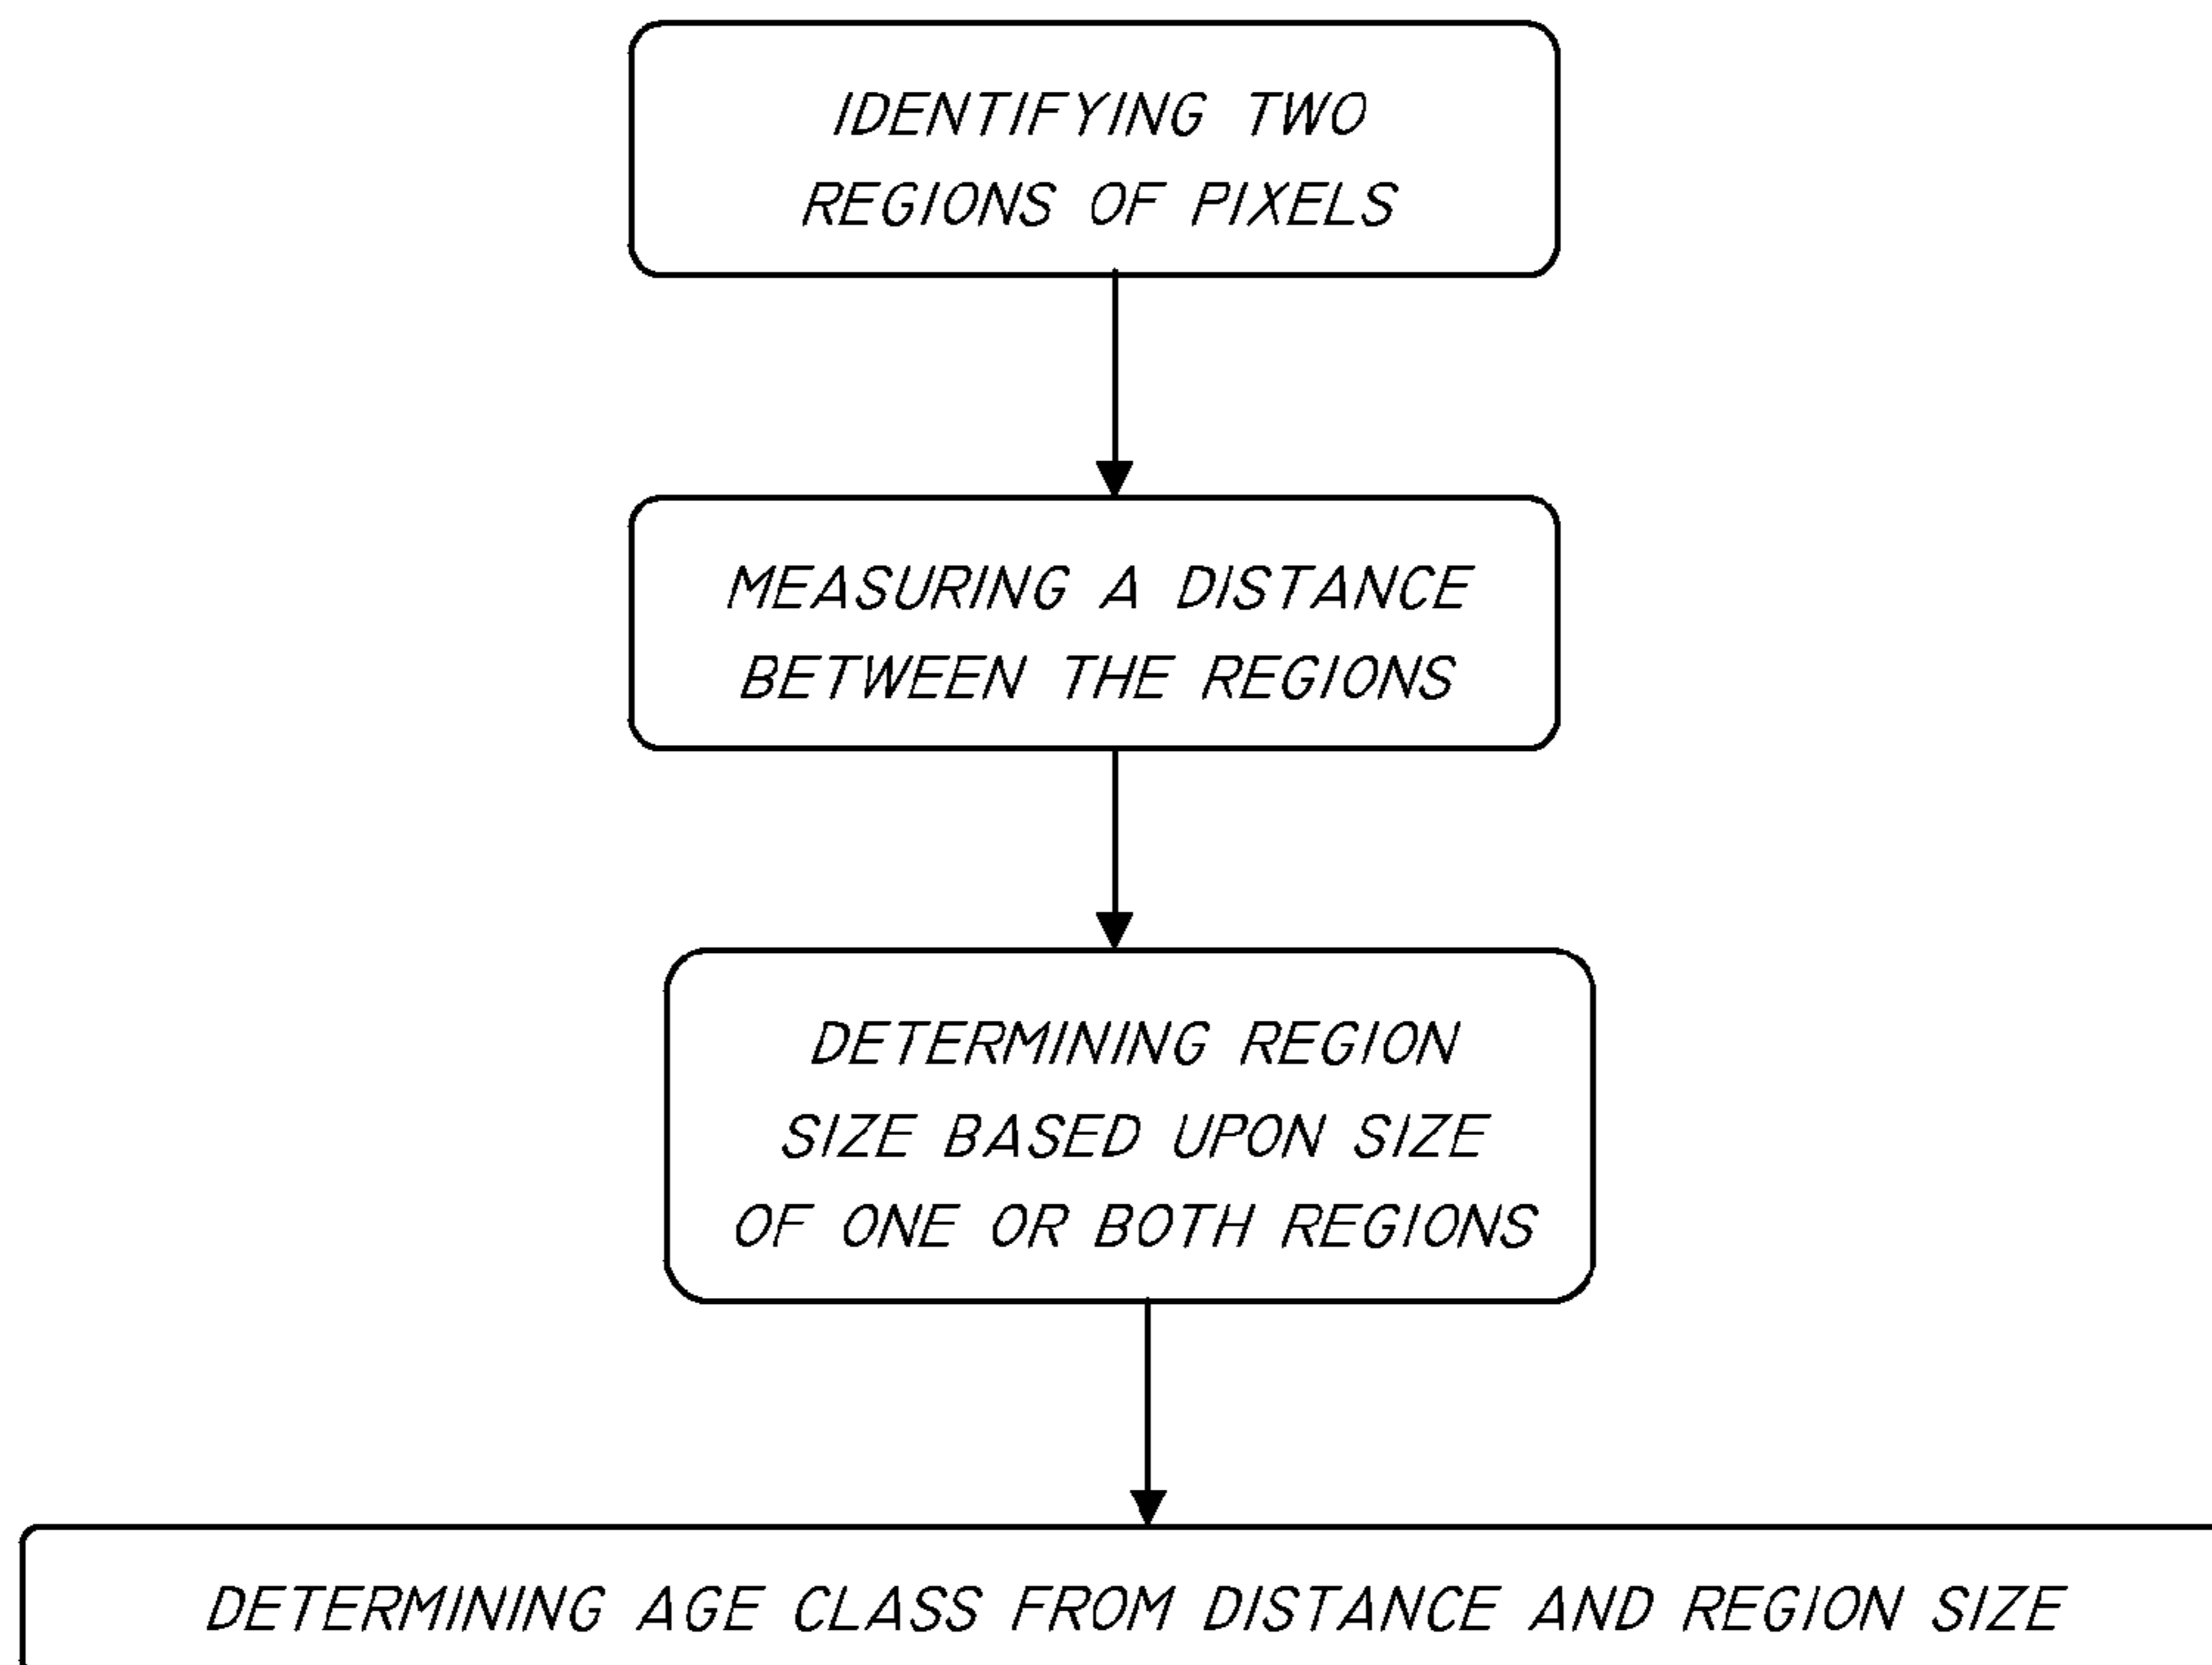 IDENTIFYING TWO
REGIONS OF PIXELS
MEASURING A DISTANCE
BETWEEN THE REGIONS
DETERMINING REGION
SIZE BASED UPON SIZE
OF ONE OR BOTH REGIONS
DETERMINING AGE CLASS FROM DISTANCE AND REGION SIZE